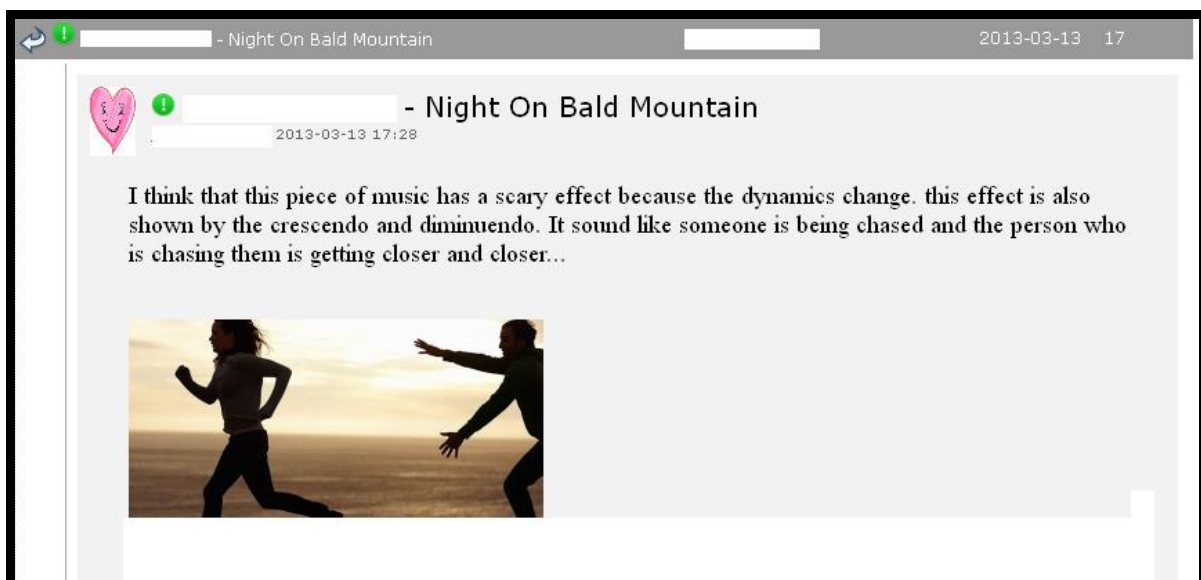 - Night On Bald Mountain 2013-03-13 17
- Night On Bald Mountain
2013-03-13 17:28
I think that this piece of music has a scary effect because the dynamics change. this effect is also
shown by the crescendo and diminuendo. It sound like someone is being chased and the person who
is chasing them is getting closer and closer...